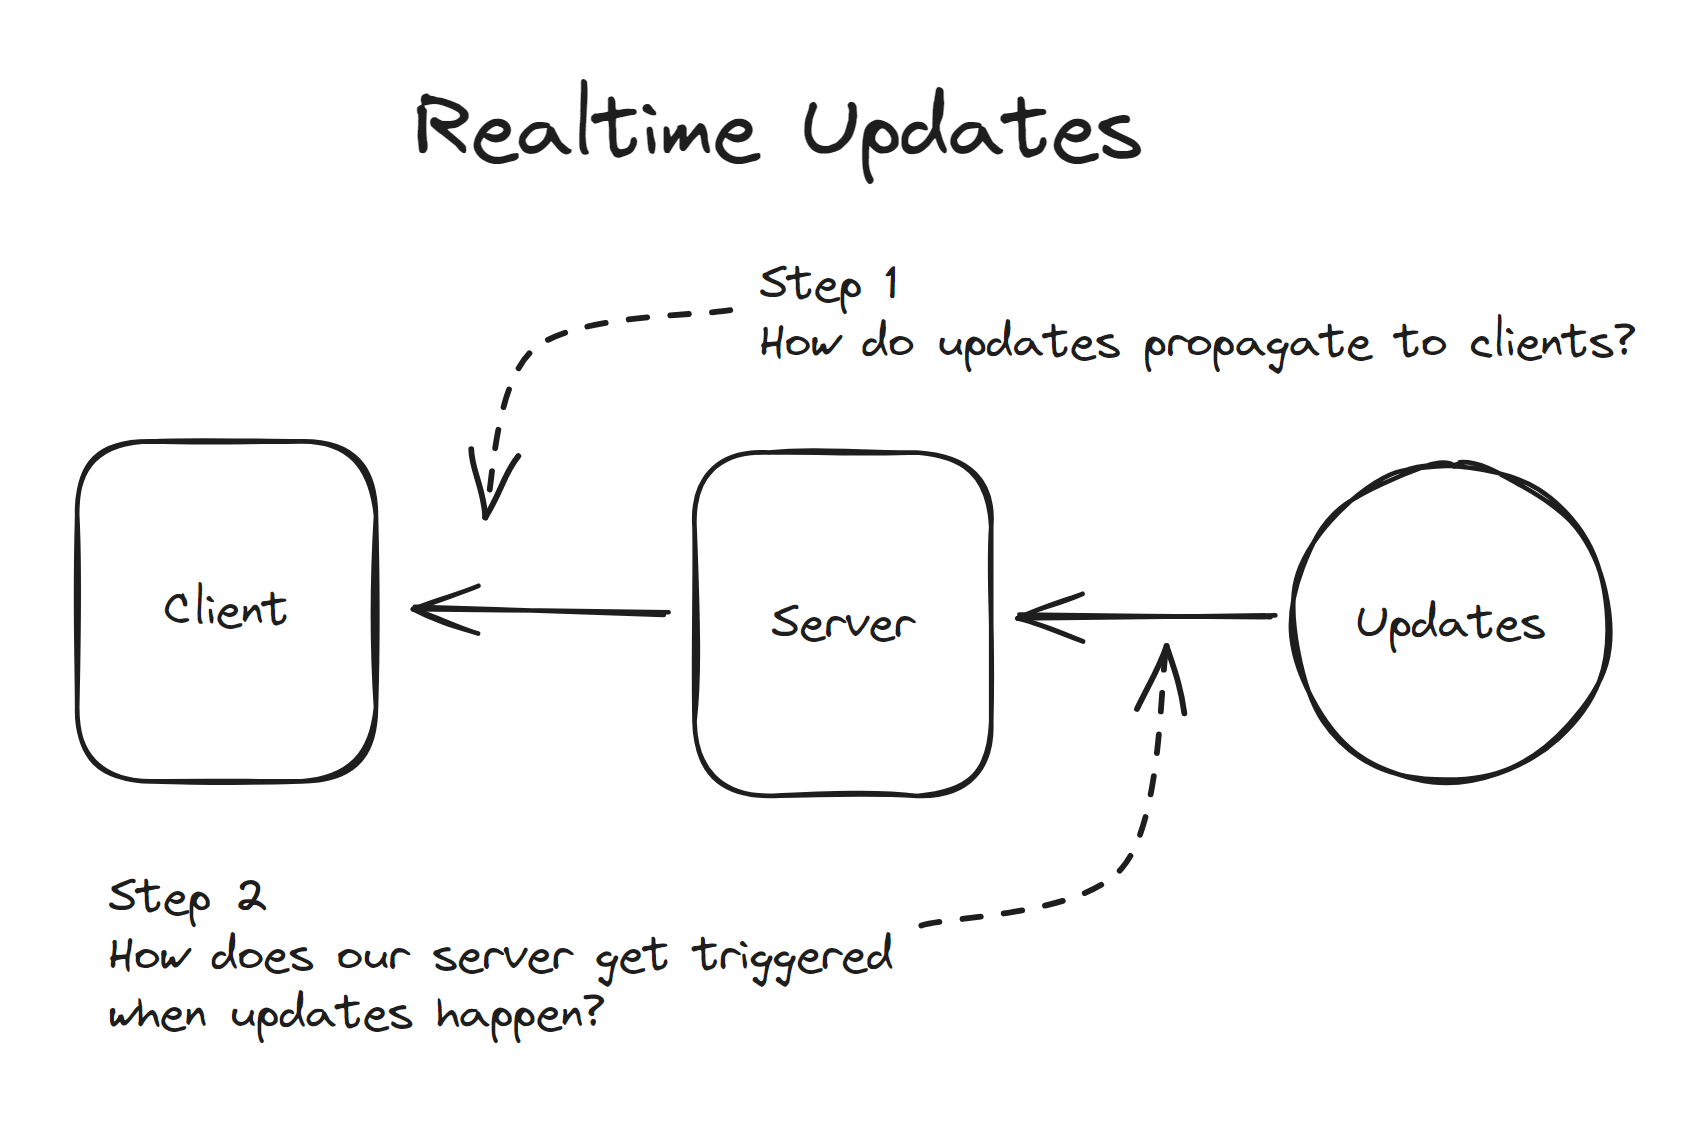 Realtime Updates
Step 1
How do updates propagate to clients?
Client
Server
Updates
Step 2
How does our server get triggered
when updates happen?